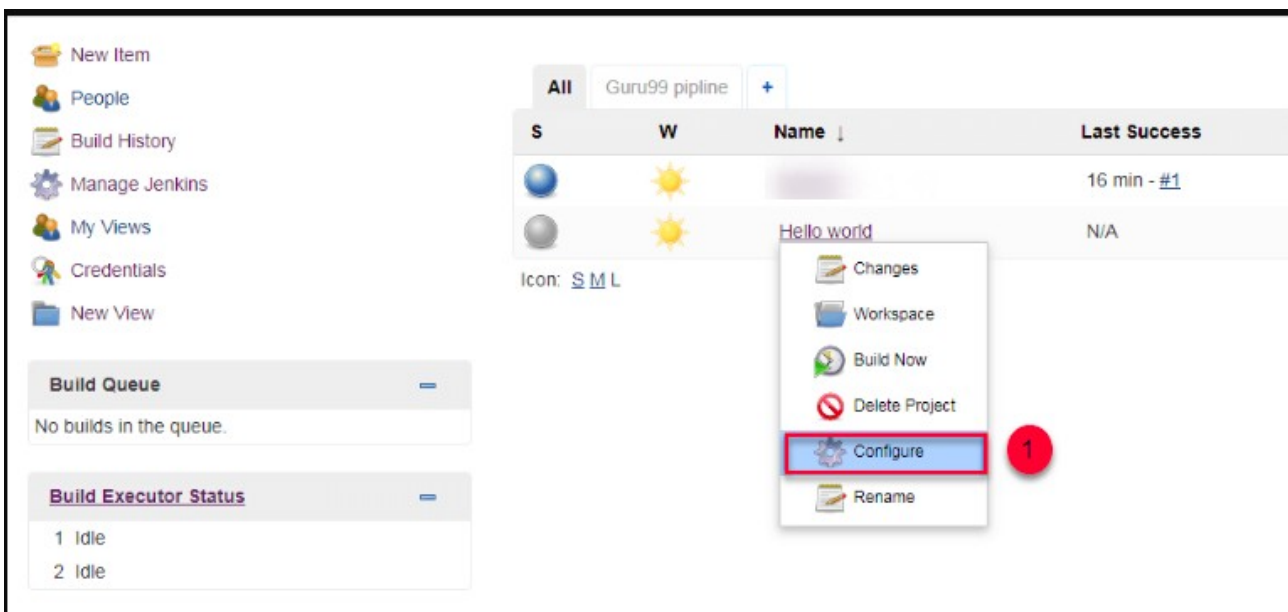 New Item
People
Build History
Manage Jenkins
My Views
Credentials
New View
Build Queue
No builds in the queue.
Build Executor Status
1 Idle
2 Idle
All Guru99 pipline +
S W Name ↓ Last Success
16 min - #1
Hello world N/A
Icon: S M L
Changes
Workspace
Build Now
Delete Project
Configure 1
Rename